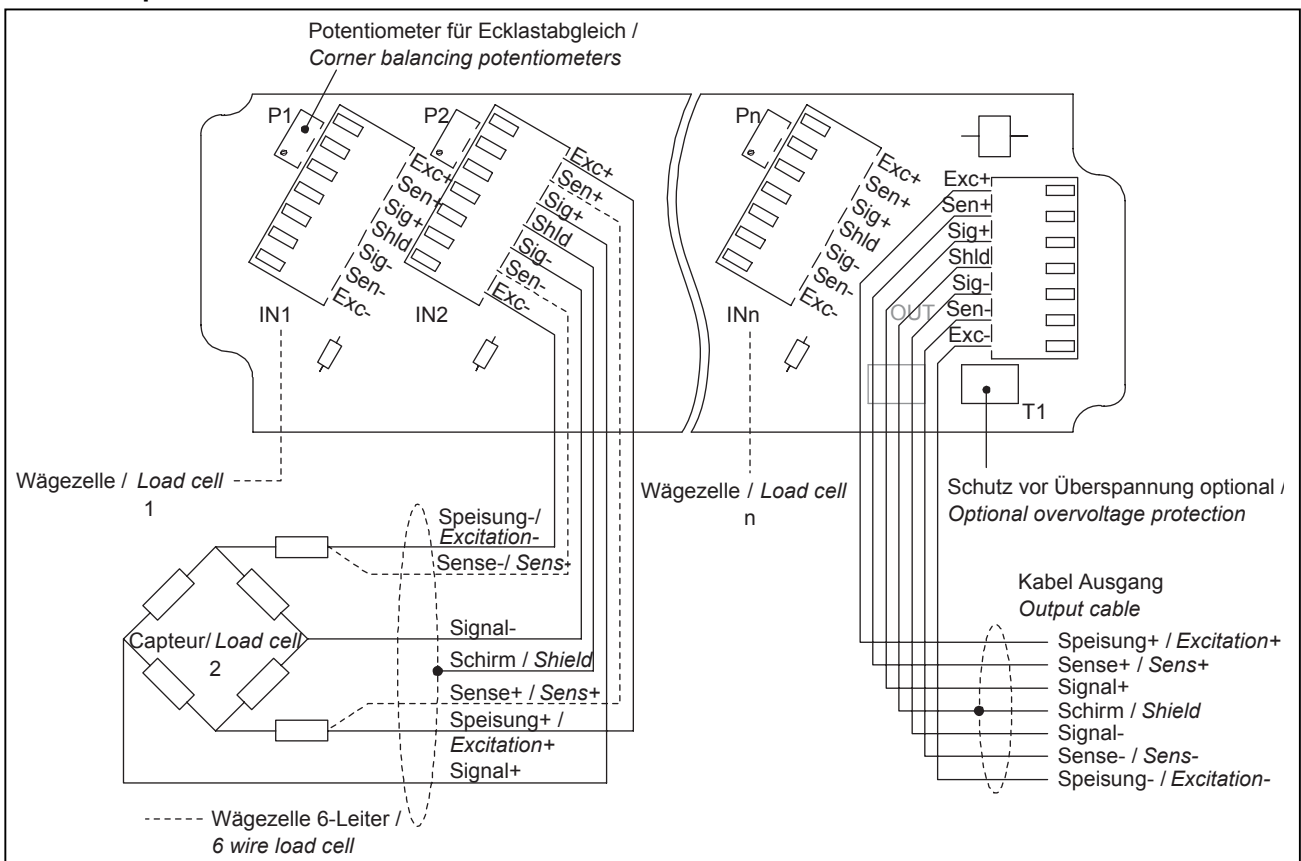 Potentiometer für Ecklastabgleich /
Corner balancing potentiometers
P1
P2
Pn
Exc+
Sen+
Sig+
Shld
Sig-
Sen-
Exc-
Exc+
Sen+
Sig+
Shld
Sig-
Sen-
Exc-
Exc+
Sen+
Sig+
Shld
Sig-
Sen-
Exc-
Exc+
Sen+
Sig+
Shld
Sig-
Sen-
Exc-
OUT
IN1
IN2
INn
T1
Wägezelle / Load cell
1
Wägezelle / Load cell
n
Schutz vor Überspannung optional /
Optional overvoltage protection
Speisung-/
Excitation-
Sense-/ Sens-
Signal-
Schirm / Shield
Sense+ / Sens+
Speisung+ /
Excitation+
Signal+
Capteur/ Load cell
2
Kabel Ausgang
Output cable
Speisung+ / Excitation+
Sense+ / Sens+
Signal+
Schirm / Shield
Signal-
Sense- / Sens-
Speisung- / Excitation-
Wägezelle 6-Leiter /
6 wire load cell